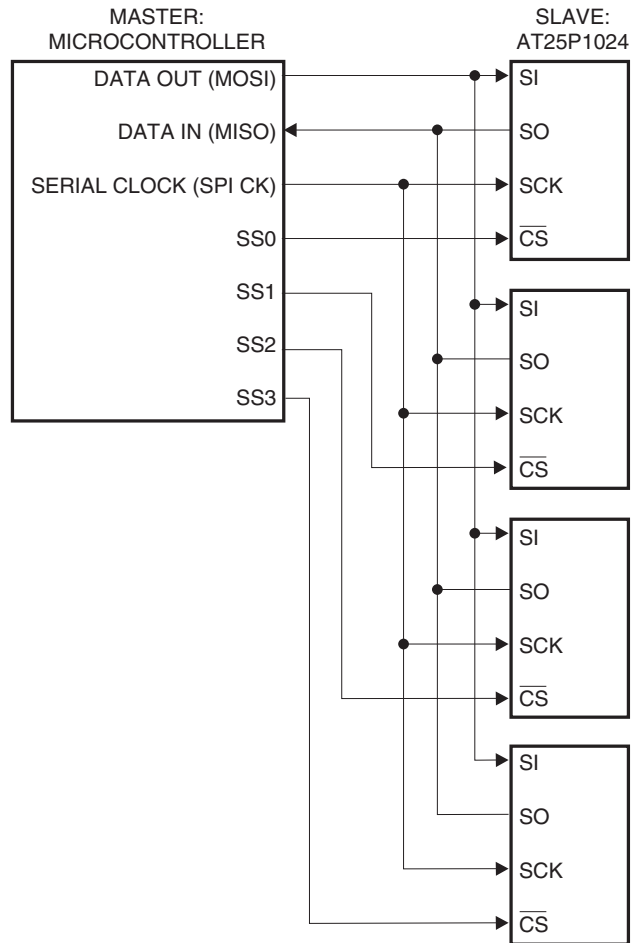 MASTER:
MICROCONTROLLER
DATA OUT (MOSI)
DATA IN (MISO)
SERIAL CLOCK (SPI CK)
SS0
SS1
SS2
SS3
SLAVE:
AT25P1024
SI
SO
SCK
CS
SI
SO
SCK
CS
SI
SO
SCK
CS
SI
SO
SCK
CS